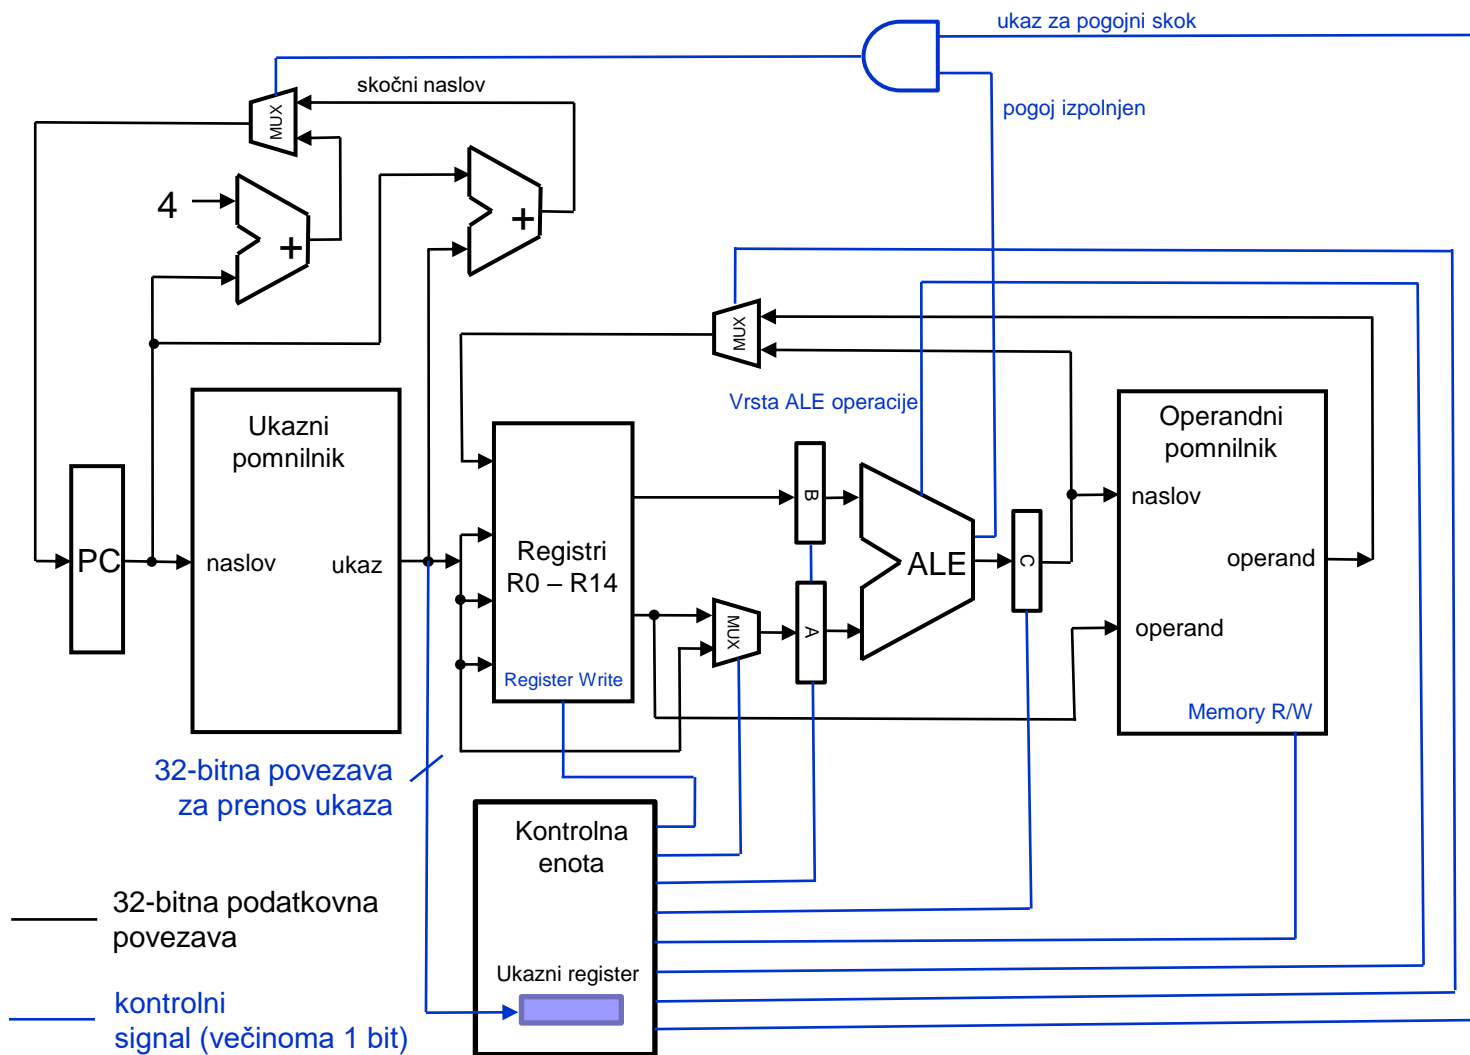 ukaz za pogojni skok
skočni naslov
MUX
pogoj izpolnjen
4
+
+
MUX
Vrsta ALE operacije
Ukazni
pomnilnik
Operandni
pomnilnik
B
naslov
PC
naslov
ukaz
Registri
R0 – R14
ALE
C
operand
MUX
A
operand
Register Write
Memory R/W
32-bitna povezava
za prenos ukaza
Kontrolna
enota
32-bitna podatkovna
povezava
Ukazni register
kontrolni
signal (večinoma 1 bit)